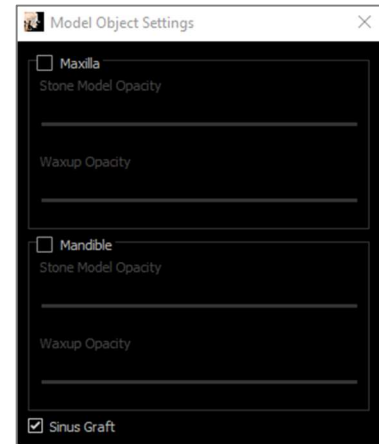 Model Object Settings
Maxilla
Stone Model Opacity
Waxup Opacity
Mandible
Stone Model Opacity
Waxup Opacity
Sinus Graft